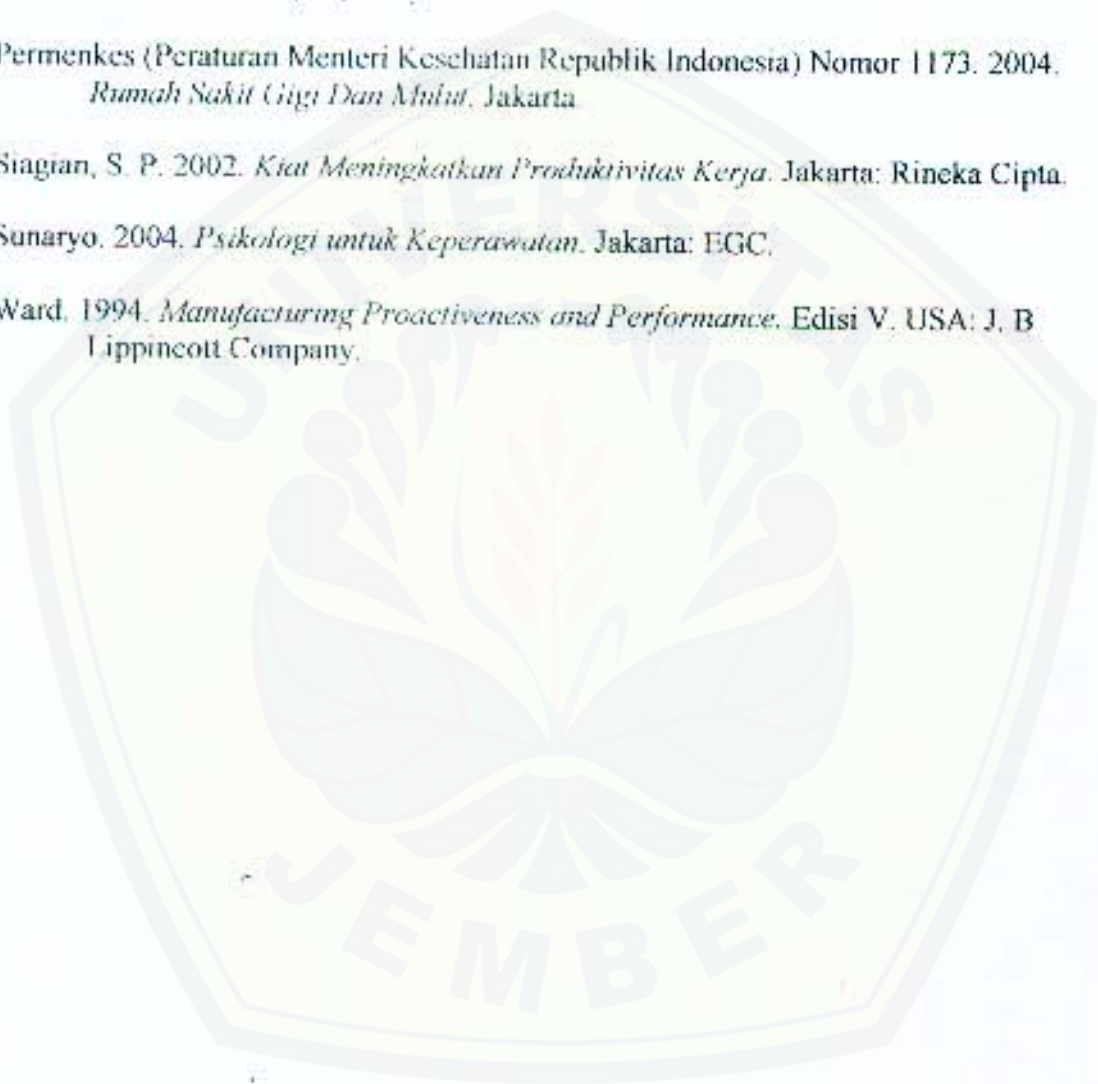 Permenkes (Peraturan Menteri Kesehatan Republik Indonesia) Nomor 1173. 2004.
Rumah Sakit Gigi Dan Mulut. Jakarta
Siagian, S. P. 2002. Kiat Meningkatkan Produktivitas Kerja. Jakarta: Rineka Cipta.
Sunaryo. 2004. Psikologi untuk Keperawatan. Jakarta: EGC.
Ward. 1994. Manufacturing Proactiveness and Performance. Edisi V. USA: J. B
Lippincott Company.
UNIVERSITAS
JEMBER